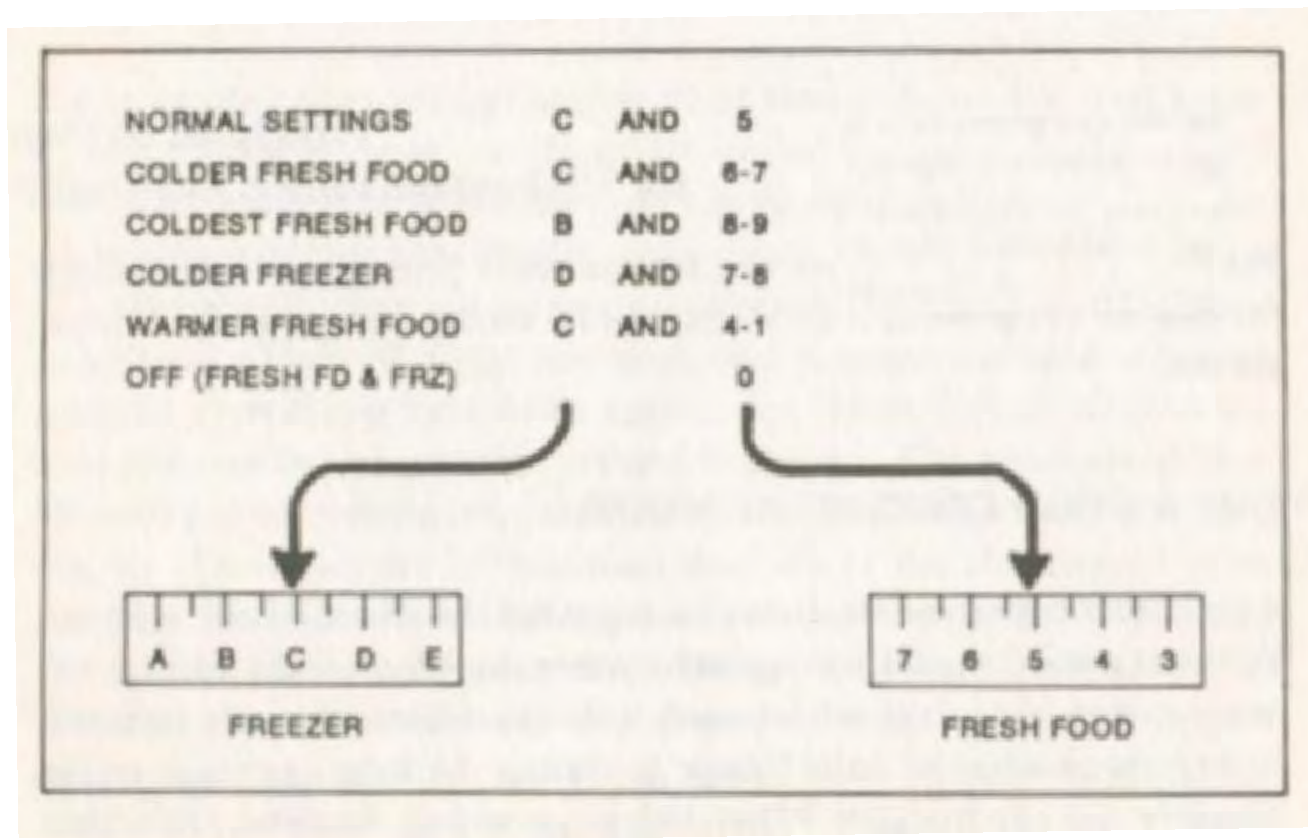 NORMAL SETTINGS C AND 5
COLDER FRESH FOOD C AND 6-7
COLDEST FRESH FOOD B AND 8-9
COLDER FREEZER D AND 7-8
WARMER FRESH FOOD C AND 4-1
OFF (FRESH FD & FRZ) 0
A B C D E
7 6 5 4 3
FREEZER
FRESH FOOD